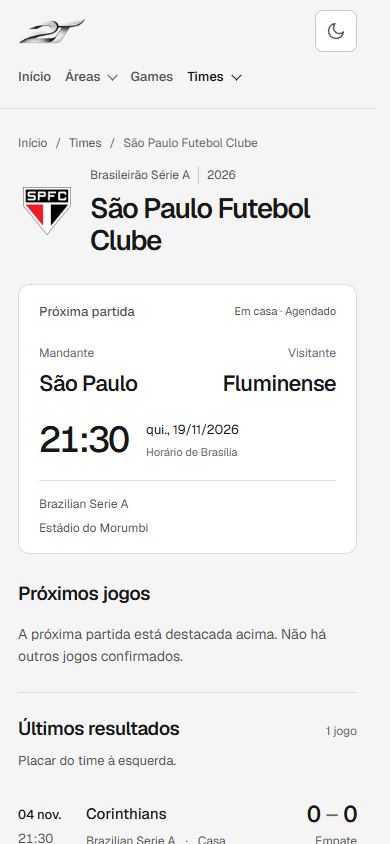 Início Áreas Games Times
Início / Times / São Paulo Futebol Clube
Brasileirão Série A 2026
SPFC
São Paulo Futebol
Clube
Próxima partida Em casa · Agendado
Mandante Visitante
São Paulo Fluminense
21:30 qui., 19/11/2026
Horário de Brasília
Brazilian Serie A
Estádio do Morumbi
Próximos jogos
A próxima partida está destacada acima. Não há
outros jogos confirmados.
Últimos resultados 1 jogo
Placar do time à esquerda.
04 nov. Corinthians 0 – 0
21:30 Brazilian Serie A · Casa Empate